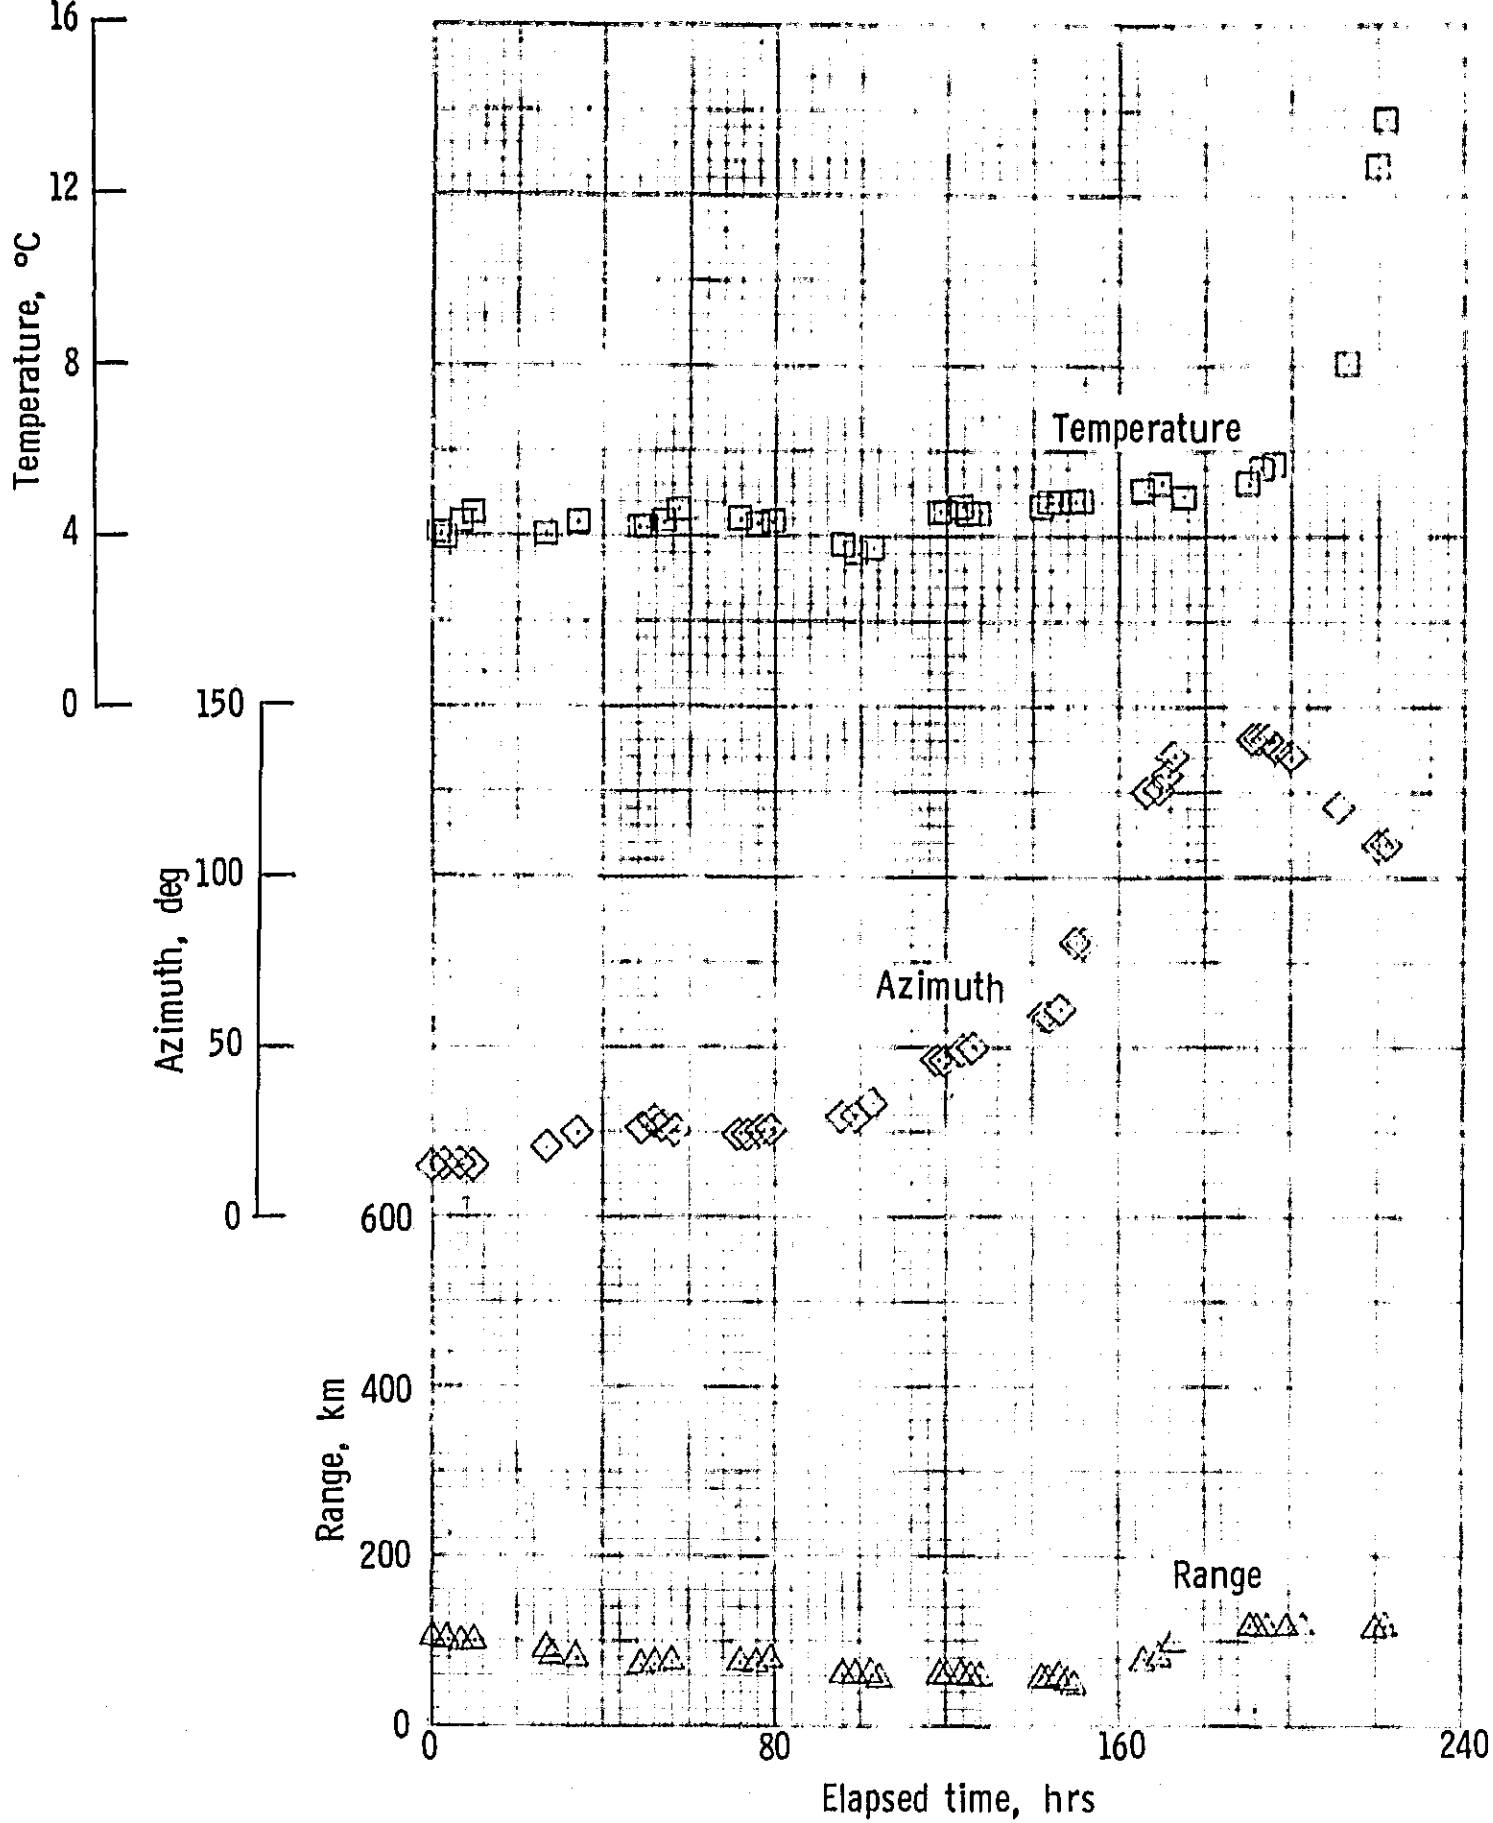 16
12
8
4
0
Temperature, °C
Temperature
150
100
50
0
Azimuth, deg
Azimuth
600
400
200
0
Range, km
Range
0 80 160 240
Elapsed time, hrs